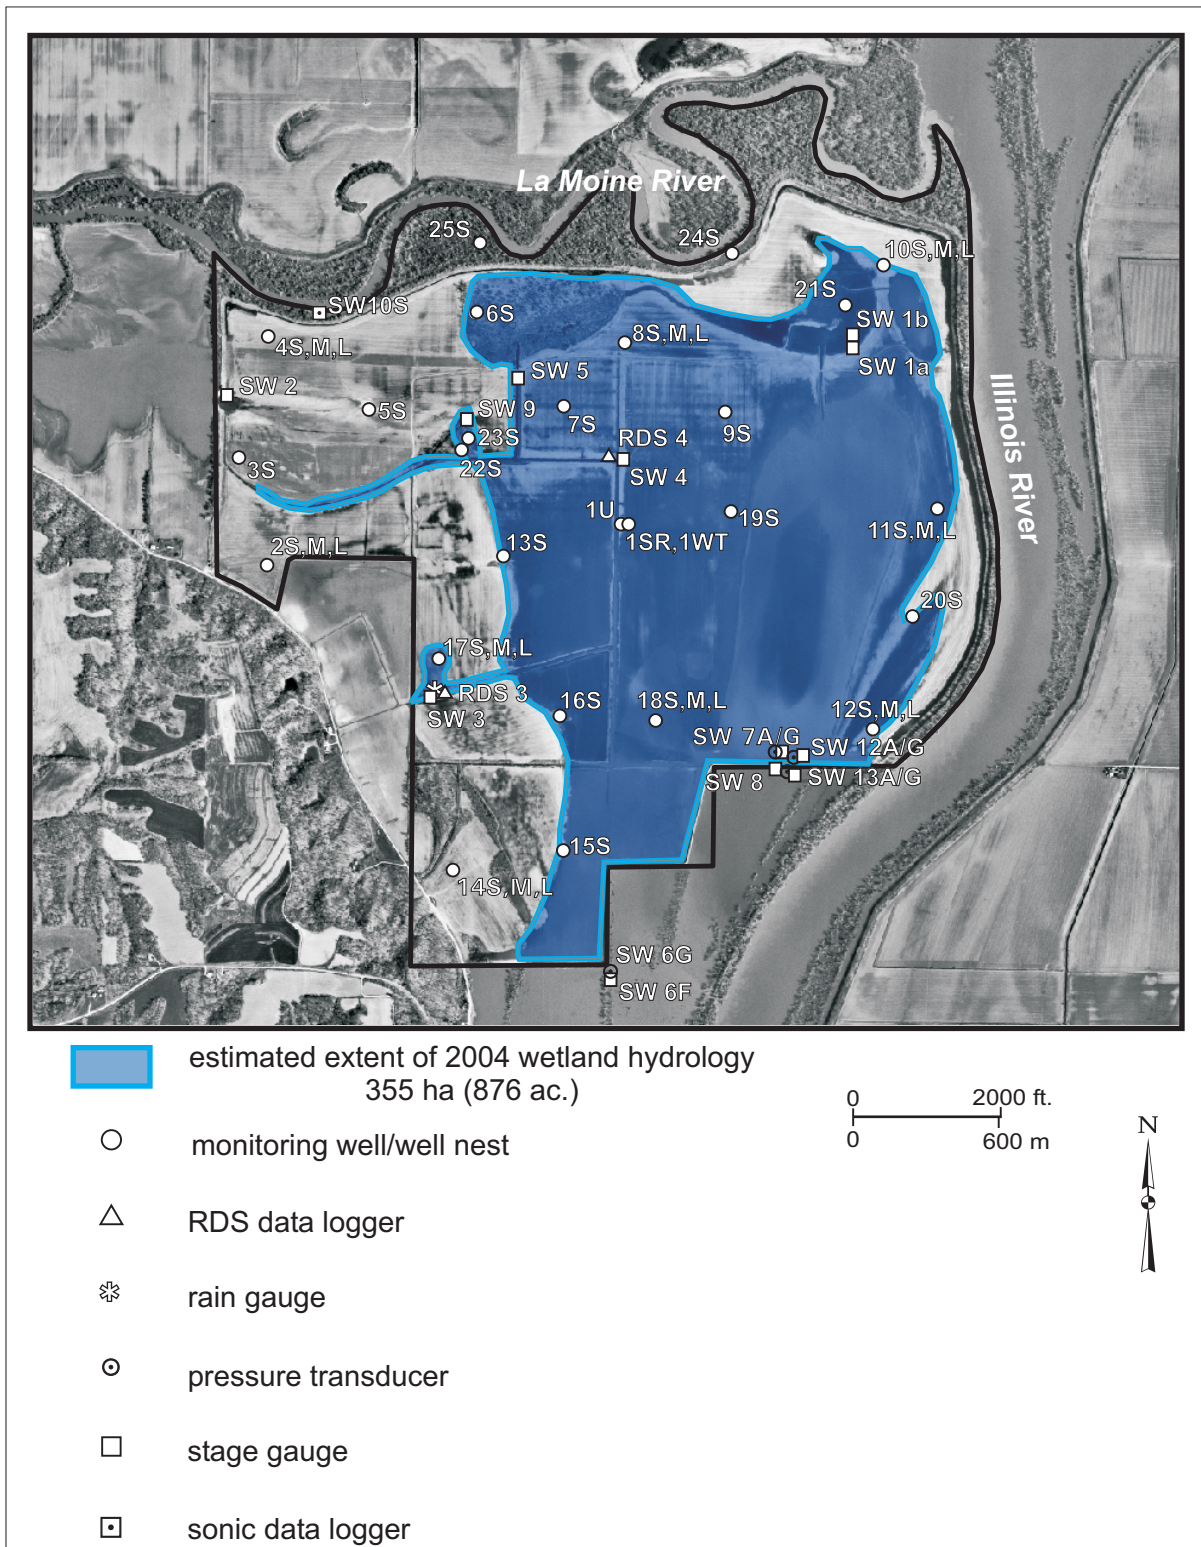 La Moine River
25S
24S
10S,M,L
21S
SW10S
6S
SW 1b
8S,M,L
4S,M,L
SW 1a
SW 5
SW 2
Illinois River
5S
SW 9
7S
9S
23S
RDS 4
3S
22S
SW 4
1U
19S
1SR,1WT
11S,M,L
13S
2S,M,L
20S
17S,M,L
RDS 3
16S
18S,M,L
12S,M,L
SW 3
SW 7A/G
SW 12A/G
SW 8
SW 13A/G
15S
14S,M,L
SW 6G
SW 6F
estimated extent of 2004 wetland hydrology
355 ha (876 ac.)
0 2000 ft.
0 600 m
N
monitoring well/well nest
RDS data logger
rain gauge
pressure transducer
stage gauge
sonic data logger